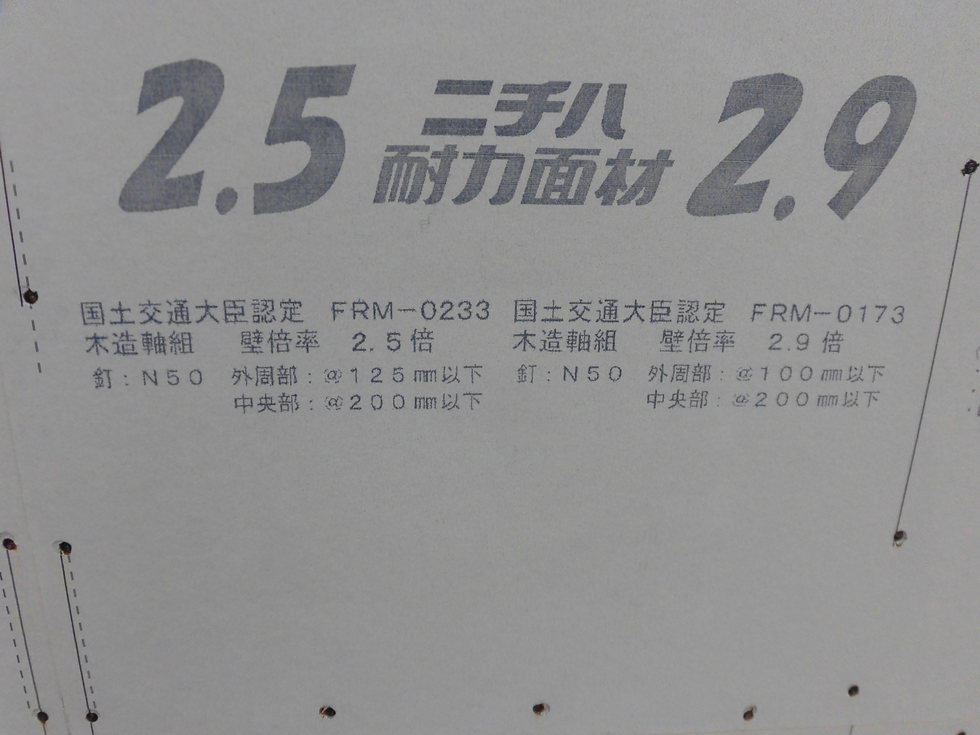 2.5
ニチハ
耐力面材
2.9
国土交通大臣認定 FRM-0233
木造軸組 壁倍率 2.5倍
釘:N50 外周部:@125㎜以下
中央部:@200㎜以下
国土交通大臣認定 FRM-0173
木造軸組 壁倍率 2.9倍
釘:N50 外周部:@100㎜以下
中央部:@200㎜以下